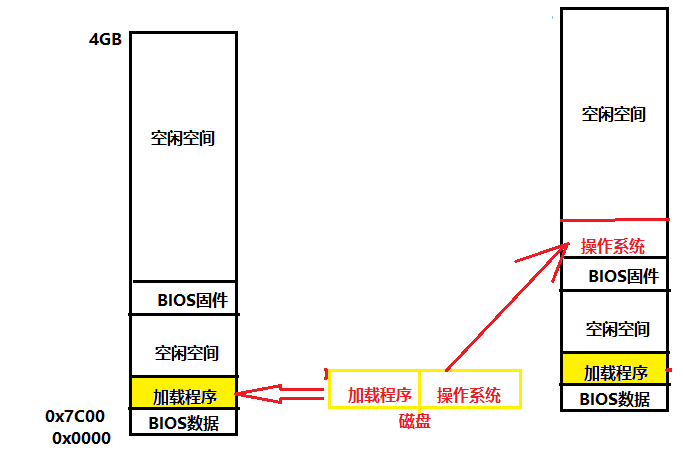 4GB
空闲空间
BIOS固件
空闲空间
加载程序
0x7C00
BIOS数据
0x0000
加载程序
操作系统
磁盘
空闲空间
操作系统
BIOS固件
空闲空间
加载程序
BIOS数据